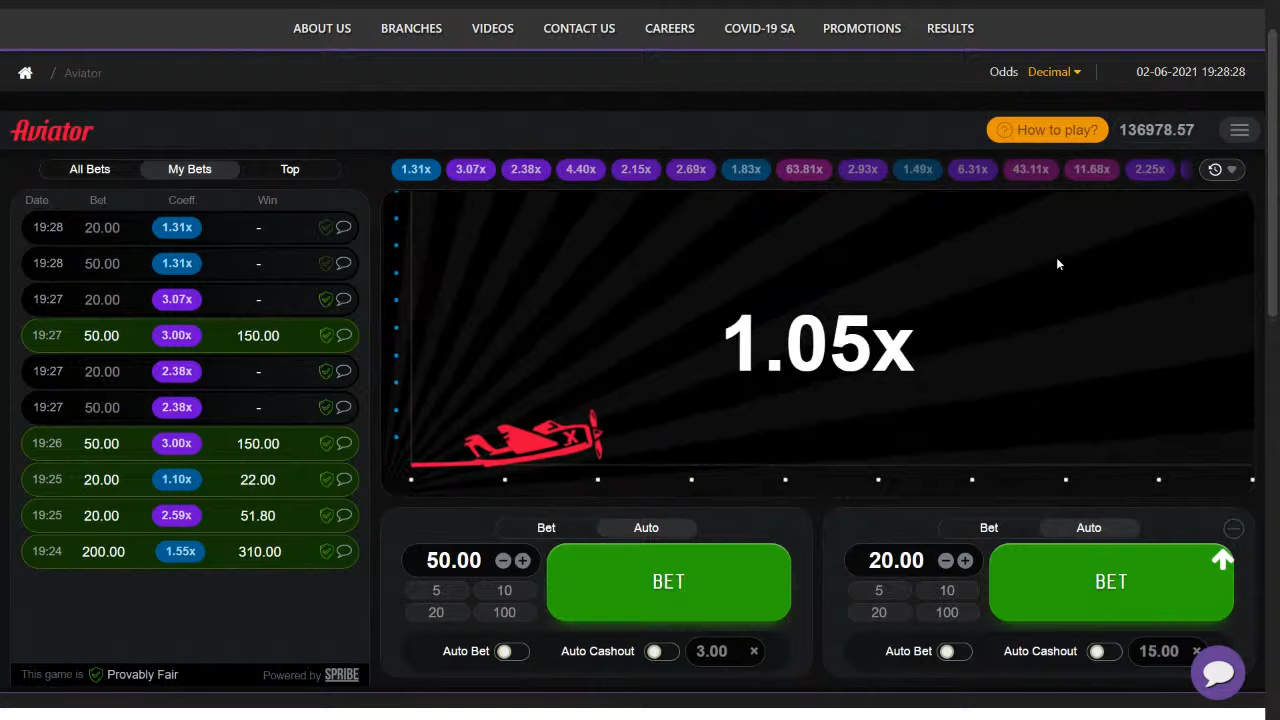 ABOUT US BRANCHES VIDEOS CONTACT US CAREERS COVID-19 SA PROMOTIONS RESULTS
/ Aviator Odds Decimal 02-06-2021 19:28:28
Aviator ? How to play? 136978.57
All Bets My Bets Top 1.31x 3.07x 2.38x 4.40x 2.15x 2.69x 1.83x 63.81x 2.93x 1.49x 6.31x 43.11x 11.68x 2.25x
Date Bet Coeff. Win
19:28 20.00 1.31x -
19:28 50.00 1.31x -
19:27 20.00 3.07x -
19:27 50.00 3.00x 150.00
1.05x
19:27 20.00 2.38x -
19:27 50.00 2.38x -
19:26 50.00 3.00x 150.00
X
19:25 20.00 1.10x 22.00
19:25 20.00 2.59x 51.80
19:24 200.00 1.55x 310.00
Bet Auto Bet Auto
50.00 BET 20.00 BET
5 10 5 10
20 100 20 100
Auto Bet Auto Cashout 3.00 × Auto Bet Auto Cashout 15.00 ×
This game is Provably Fair Powered by SPRIBE